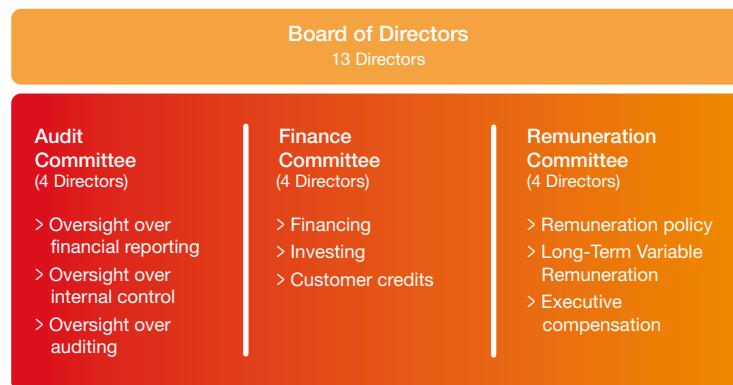 Board of Directors
13 Directors
Audit
Committee
(4 Directors)
> Oversight over
financial reporting
> Oversight over
internal control
> Oversight over
auditing
Finance
Committee
(4 Directors)
> Financing
> Investing
> Customer credits
Remuneration
Committee
(4 Directors)
> Remuneration policy
> Long-Term Variable
Remuneration
> Executive
compensation